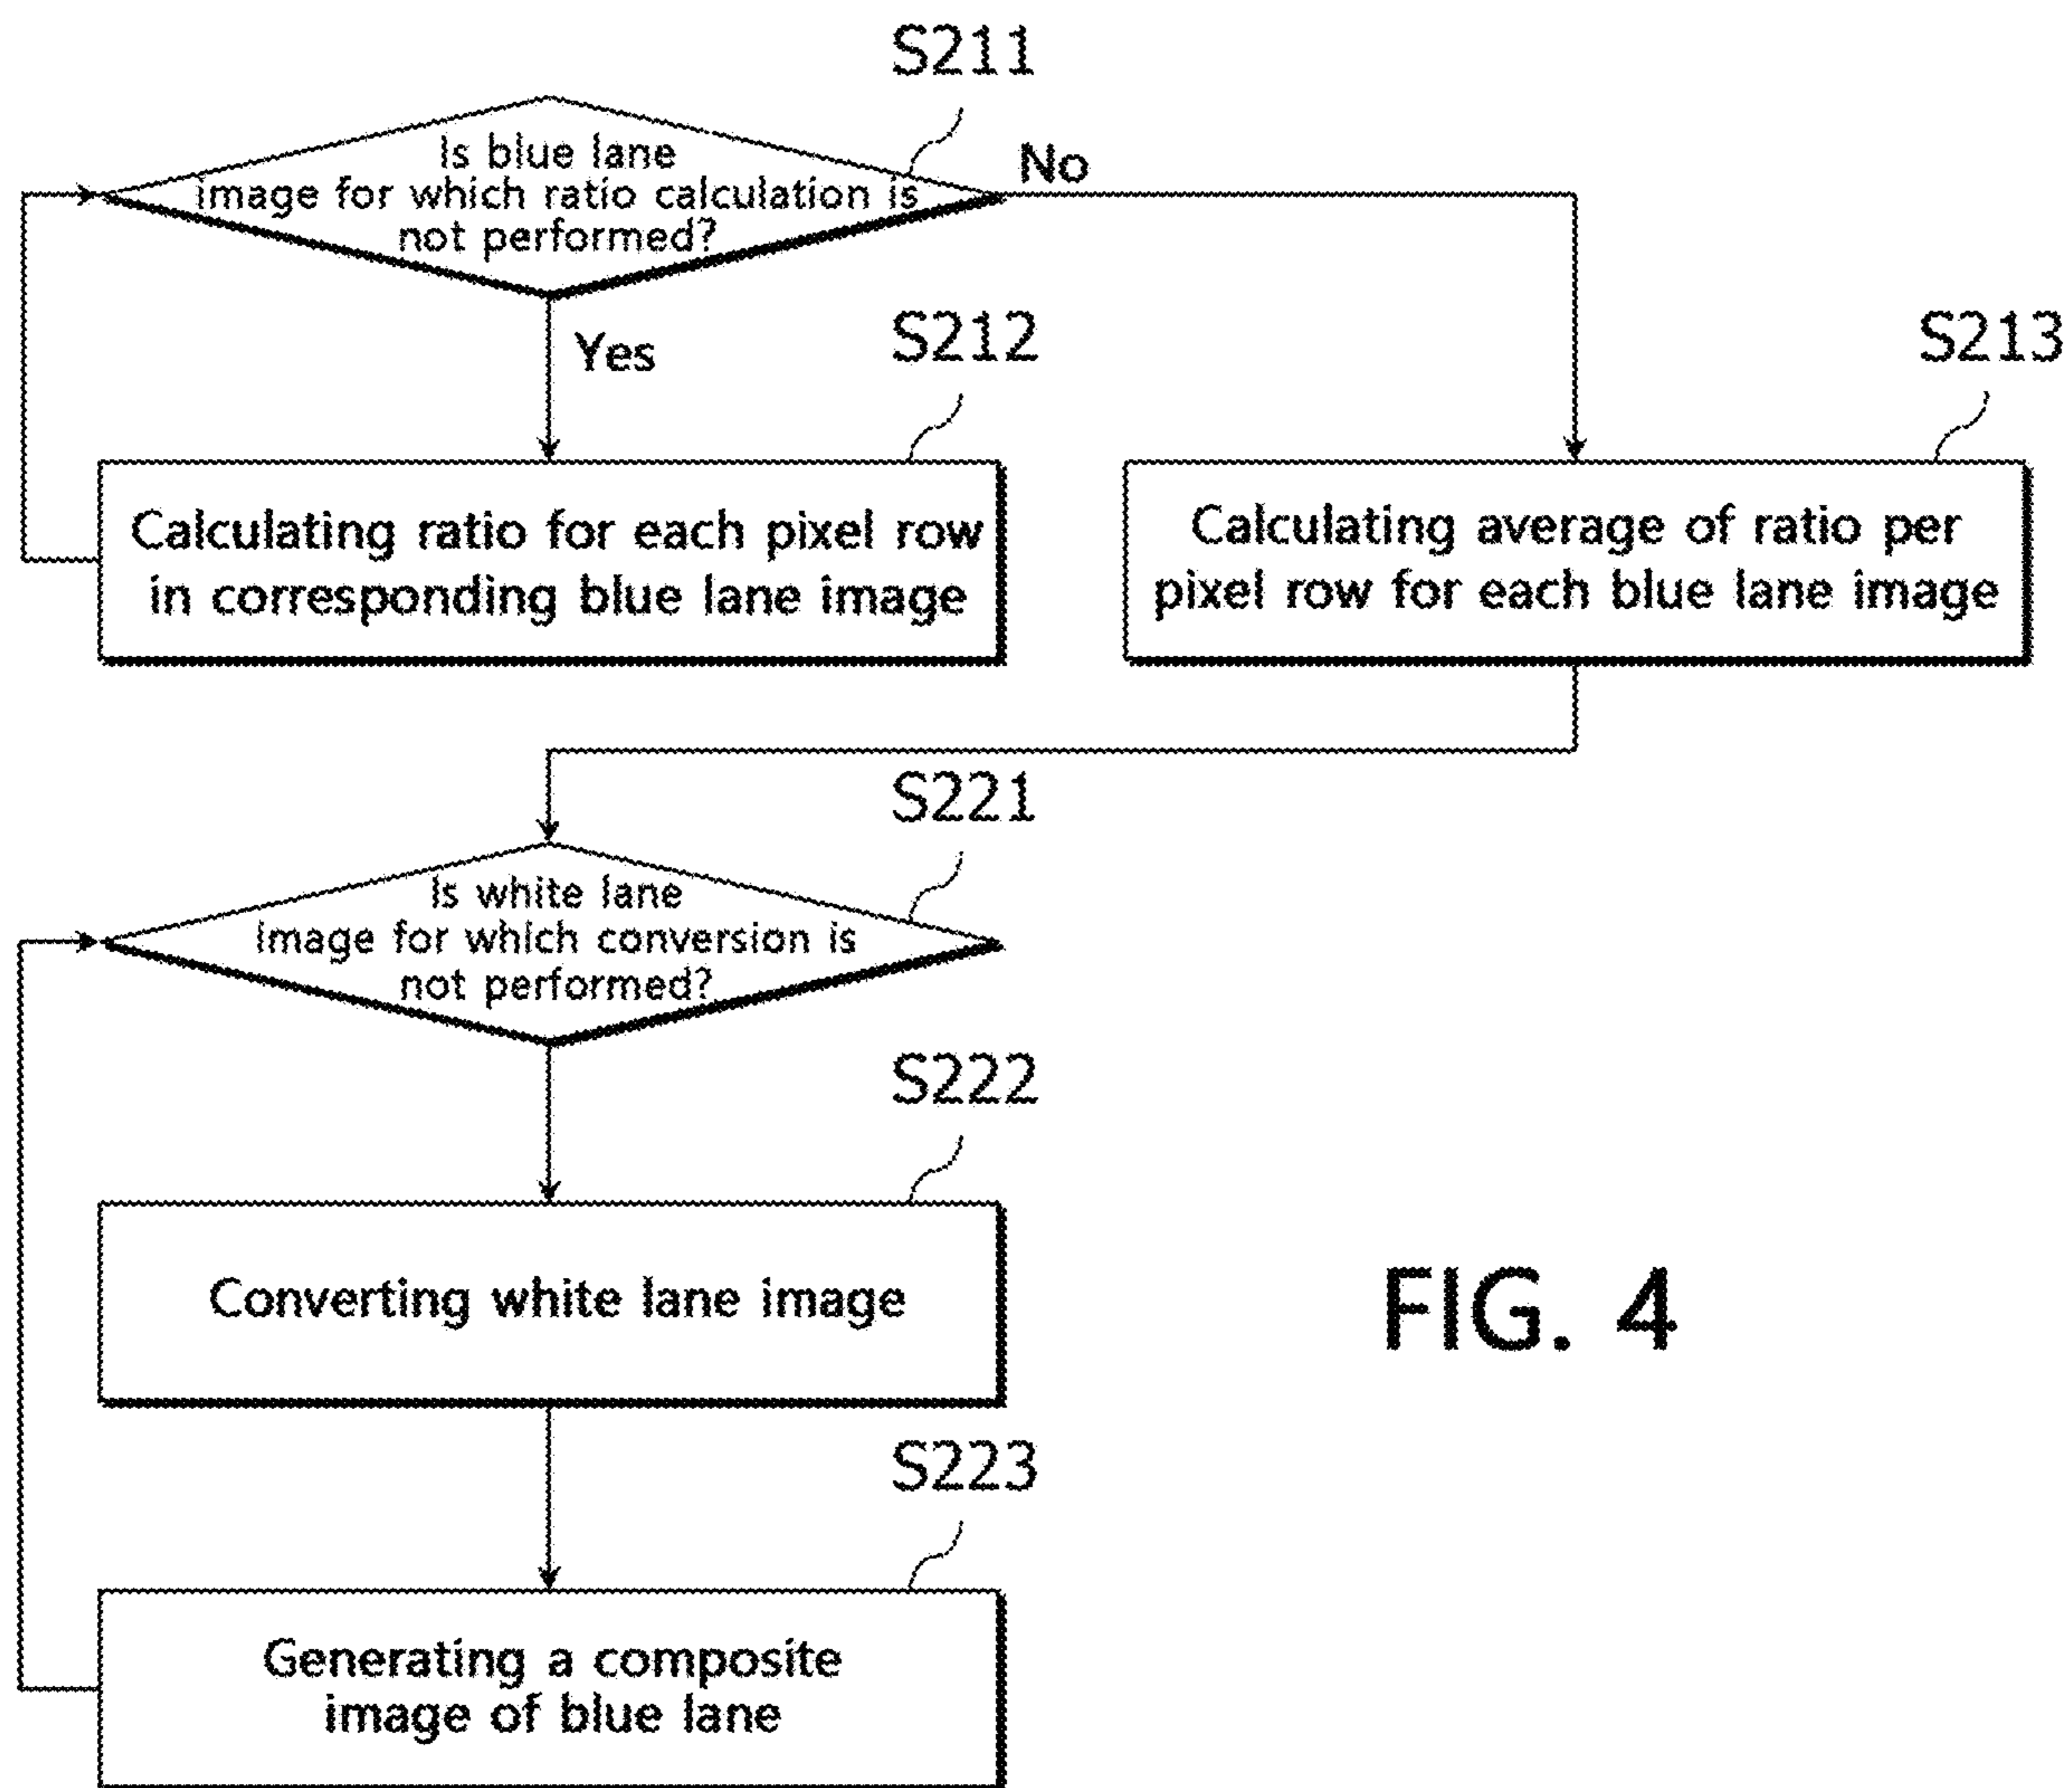 S211
Is blue lane
image for which ratio calculation is
not performed?
No
Yes
S212
Calculating ratio for each pixel row
in corresponding blue lane image
S213
Calculating average of ratio per
pixel row for each blue lane image
S221
Is white lane
image for which conversion is
not performed?
S222
Converting white lane image
S223
Generating a composite
image of blue lane
FIG. 4